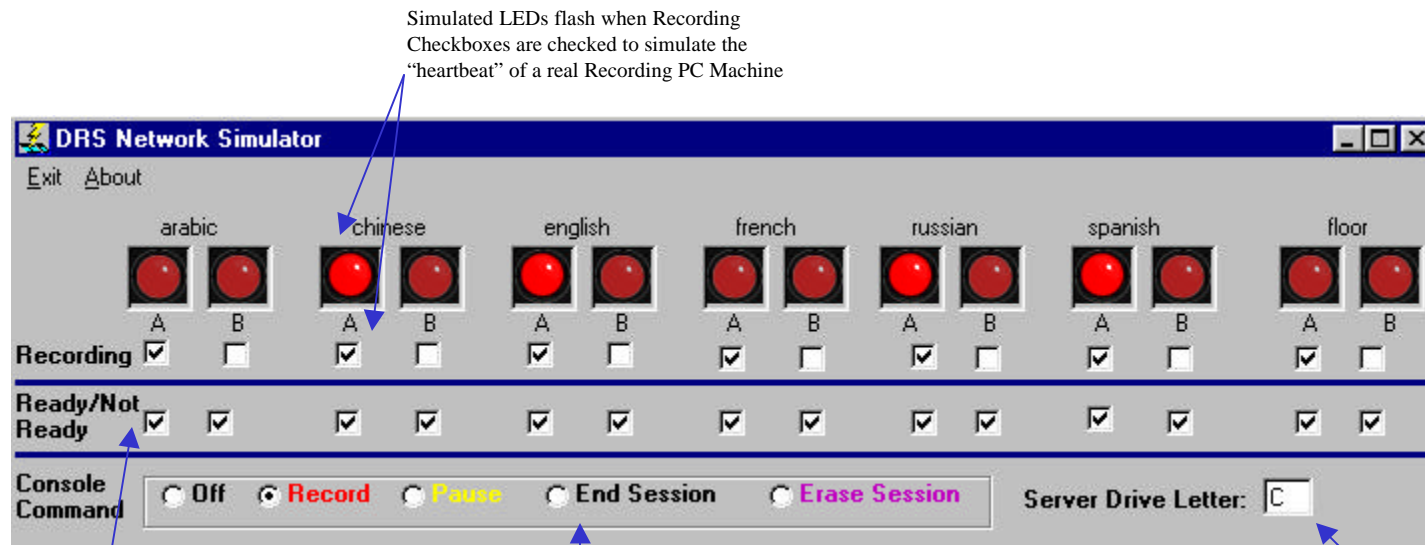 Simulated LEDs flash when Recording
Checkboxes are checked to simulate the
“heartbeat” of a real Recording PC Machine
DRS Network Simulator
Exit About
arabic chinese english french russian spanish floor
A B A B A B A B A B A B A B
Recording
Ready/Not
Ready
Console
Command
Off Record Pause End Session Erase Session Server Drive Letter: C